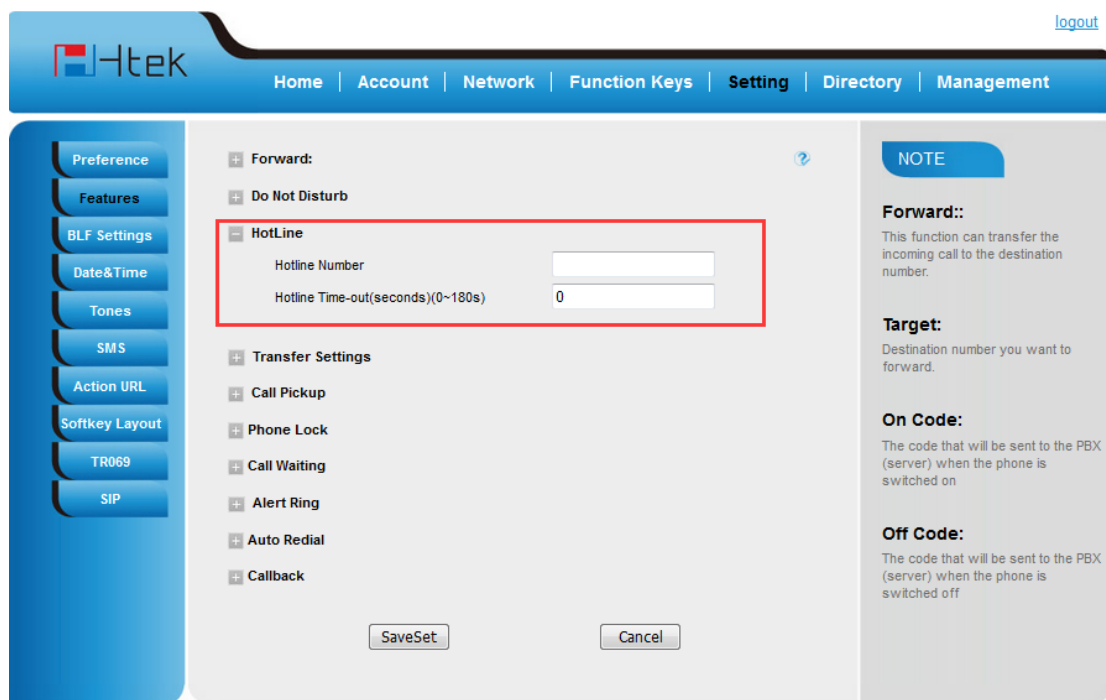 logout
Htek
Home Account Network Function Keys Setting Directory Management
Preference
Features
BLF Settings
Date&Time
Tones
SMS
Action URL
Softkey Layout
TR069
SIP
Forward:
Do Not Disturb
HotLine
Hotline Number
Hotline Time-out(seconds)(0~180s) 0
Transfer Settings
Call Pickup
Phone Lock
Call Waiting
Alert Ring
Auto Redial
Callback
SaveSet Cancel
NOTE
Forward::
This function can transfer the
incoming call to the destination
number.
Target:
Destination number you want to
forward.
On Code:
The code that will be sent to the PBX
(server) when the phone is
switched on
Off Code:
The code that will be sent to the PBX
(server) when the phone is
switched off